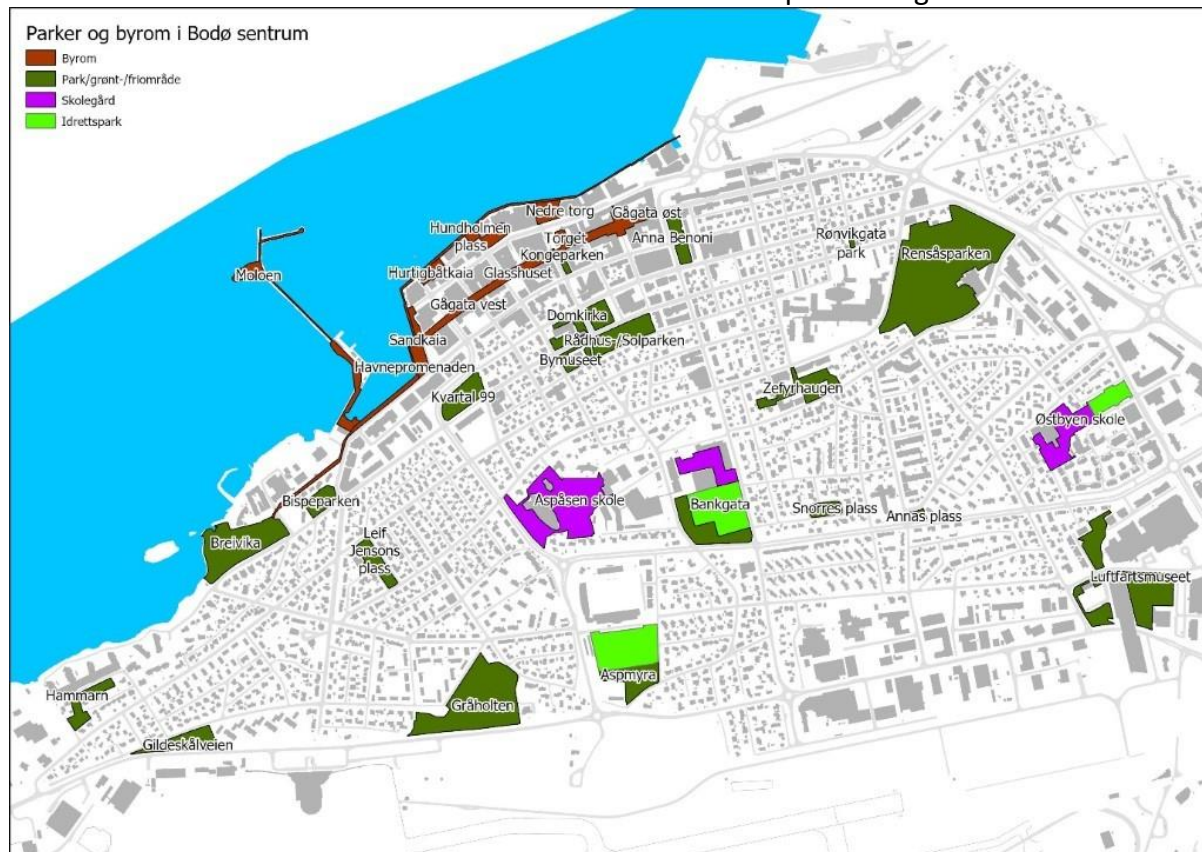 Parker og byrom i Bodø sentrum
Byrom
Park/grønt-/friområde
Skolegård
Idrettspark
Nedre torg
Gågata øst
Hundholmen
plass
Torget
Kongeparken
Anna Benoni
Rønvikgata
park
Rensåsparken
Moloen
Hurtigbåtkaia
Glasshuset
Gågata vest
Domkirka
Sandkaia
Rådhus-/Solparken
Bymuseet
Havnepromenaden
Kvartal 99
Zefyrhaugen
Østbyen skole
Bispeparken
Aspåsen skole
Bankgata
Snorres plass
Annas plass
Breivika
Leif
Jensons
plass
Luftfartsmuseet
Hammarn
Gråholten
Aspmyra
Gildeskålveien